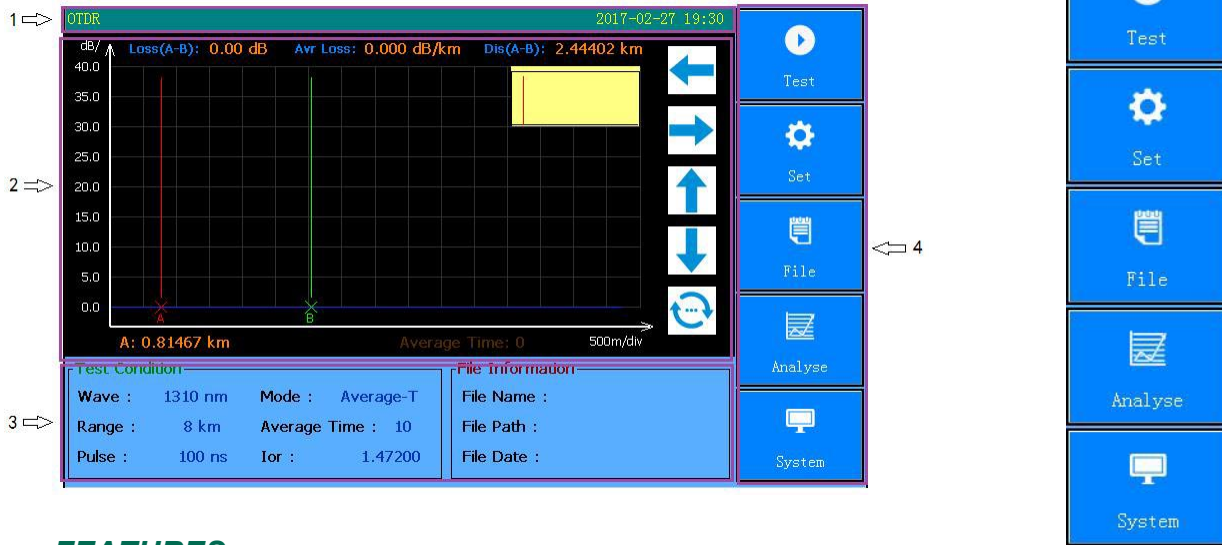 1
OTDR 2017-02-27 19:30
dB/ Loss(A-B): 0.00 dB Avr Loss: 0.000 dB/km Dis(A-B): 2.44402 km
40.0
35.0
30.0
25.0
2
20.0
15.0
10.0
5.0
0.0
A
B
A: 0.81467 km Average Time: 0 500m/div
Test Condition
Wave : 1310 nm Mode : Average-T
Range : 8 km Average Time : 10
Pulse : 100 ns Ior : 1.47200
3
File Information
File Name :
File Path :
File Date :
Test
Set
File
4
Analyse
System
Test
Set
File
Analyse
System
FEATURES